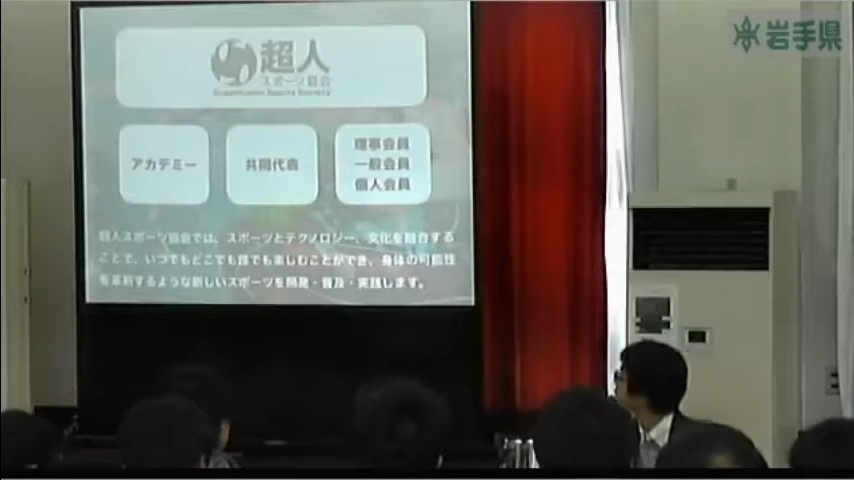 岩手県
超人
スポーツ協会
Superhuman Sports Society
アカデミー
共同代表
理事会員
一般会員
個人会員
超人スポーツ協会では、スポーツとテクノロジー、文化を融合する
ことで、いつでもどこでも誰でも楽しむことができ、身体の可能性
を革新するような新しいスポーツを開発・普及・実践します。